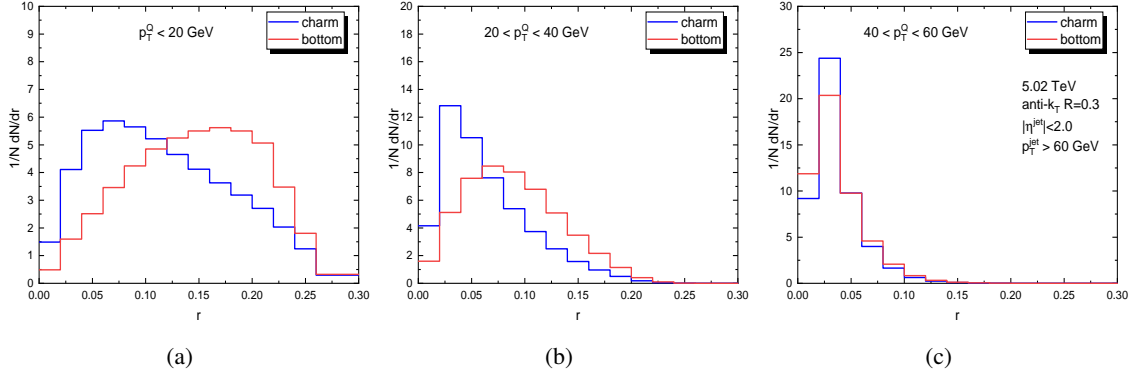 p_T^Q < 20 GeV
charm
bottom
1/N dN/dr
10
9
8
7
6
5
4
3
2
1
0
0.00 0.05 0.10 0.15 0.20 0.25 0.30
r
(a)
20 < p_T^Q < 40 GeV
charm
bottom
1/N dN/dr
20
18
16
14
12
10
8
6
4
2
0
0.00 0.05 0.10 0.15 0.20 0.25 0.30
r
(b)
40 < p_T^Q < 60 GeV
charm
bottom
5.02 TeV
anti-k_T R=0.3
|η^jet|<2.0
p_T^jet > 60 GeV
1/N dN/dr
30
25
20
15
10
5
0
0.00 0.05 0.10 0.15 0.20 0.25 0.30
r
(c)